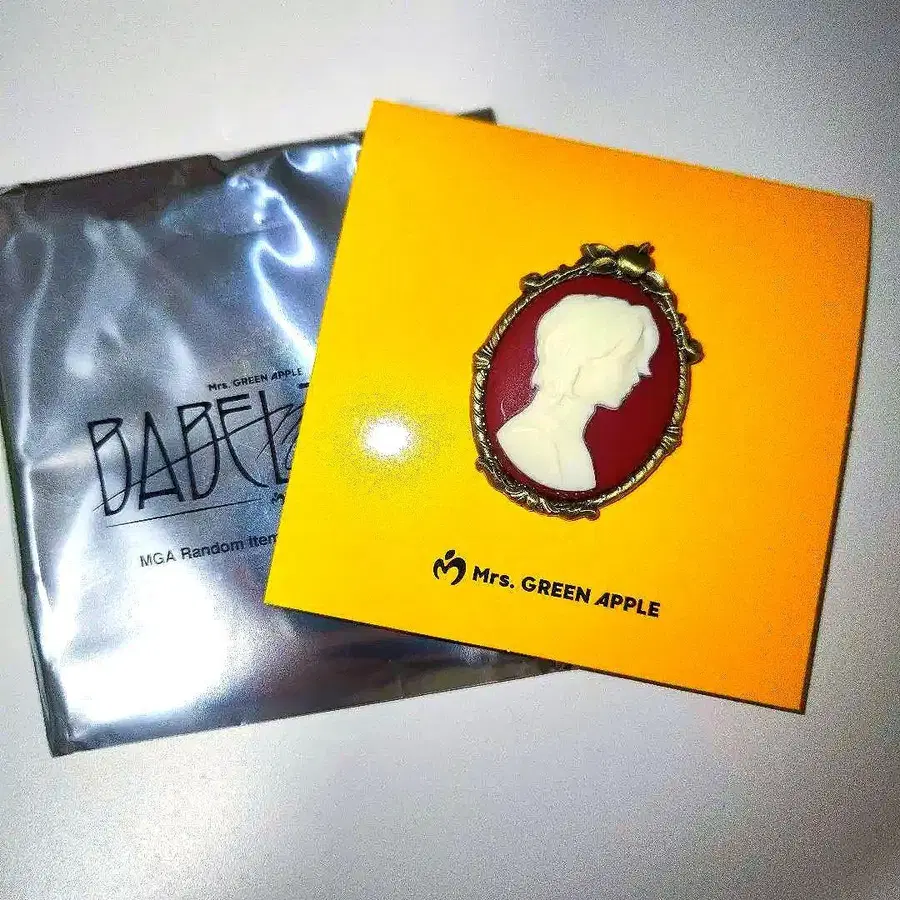 Mrs. GREEN APPLE
BABEL
MGA Random Item
Mrs. GREEN APPLE